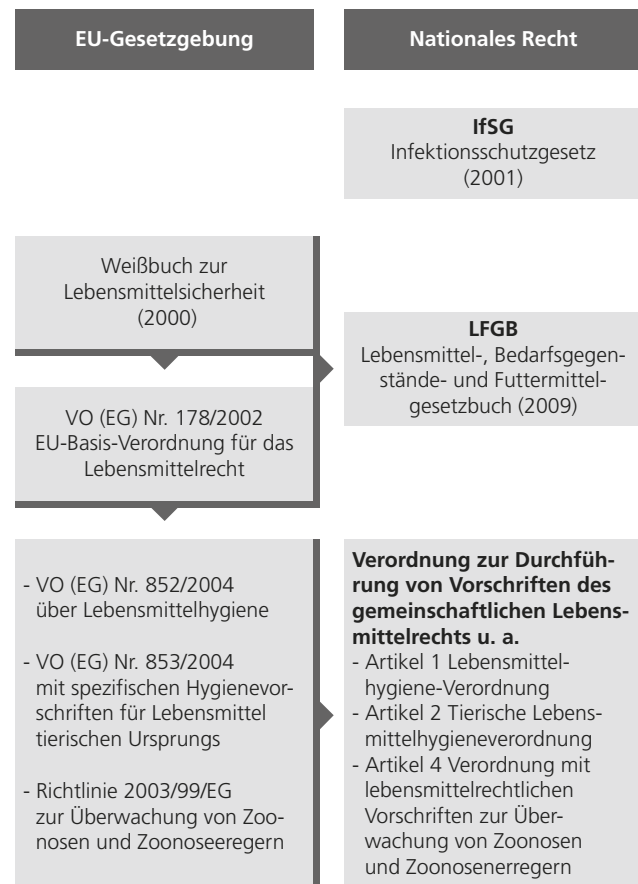 EU-Gesetzgebung
Nationales Recht
IfSG
Infektionsschutzgesetz
(2001)
Weißbuch zur
Lebensmittelsicherheit
(2000)
LFGB
Lebensmittel-, Bedarfsgegen-
stände- und Futtermittel-
gesetzbuch (2009)
VO (EG) Nr. 178/2002
EU-Basis-Verordnung für das
Lebensmittelrecht
- VO (EG) Nr. 852/2004
über Lebensmittelhygiene
- VO (EG) Nr. 853/2004
mit spezifischen Hygienevor-
schriften für Lebensmittel
tierischen Ursprungs
- Richtlinie 2003/99/EG
zur Überwachung von Zoo-
nosen und Zoonoseeregern
Verordnung zur Durchfüh-
rung von Vorschriften des
gemeinschaftlichen Lebens-
mittelrechts u. a.
- Artikel 1 Lebensmittel-
hygiene-Verordnung
- Artikel 2 Tierische Lebens-
mittelhygieneverordnung
- Artikel 4 Verordnung mit
lebensmittelrechtlichen
Vorschriften zur Über-
wachung von Zoonosen
und Zoonosenerregern